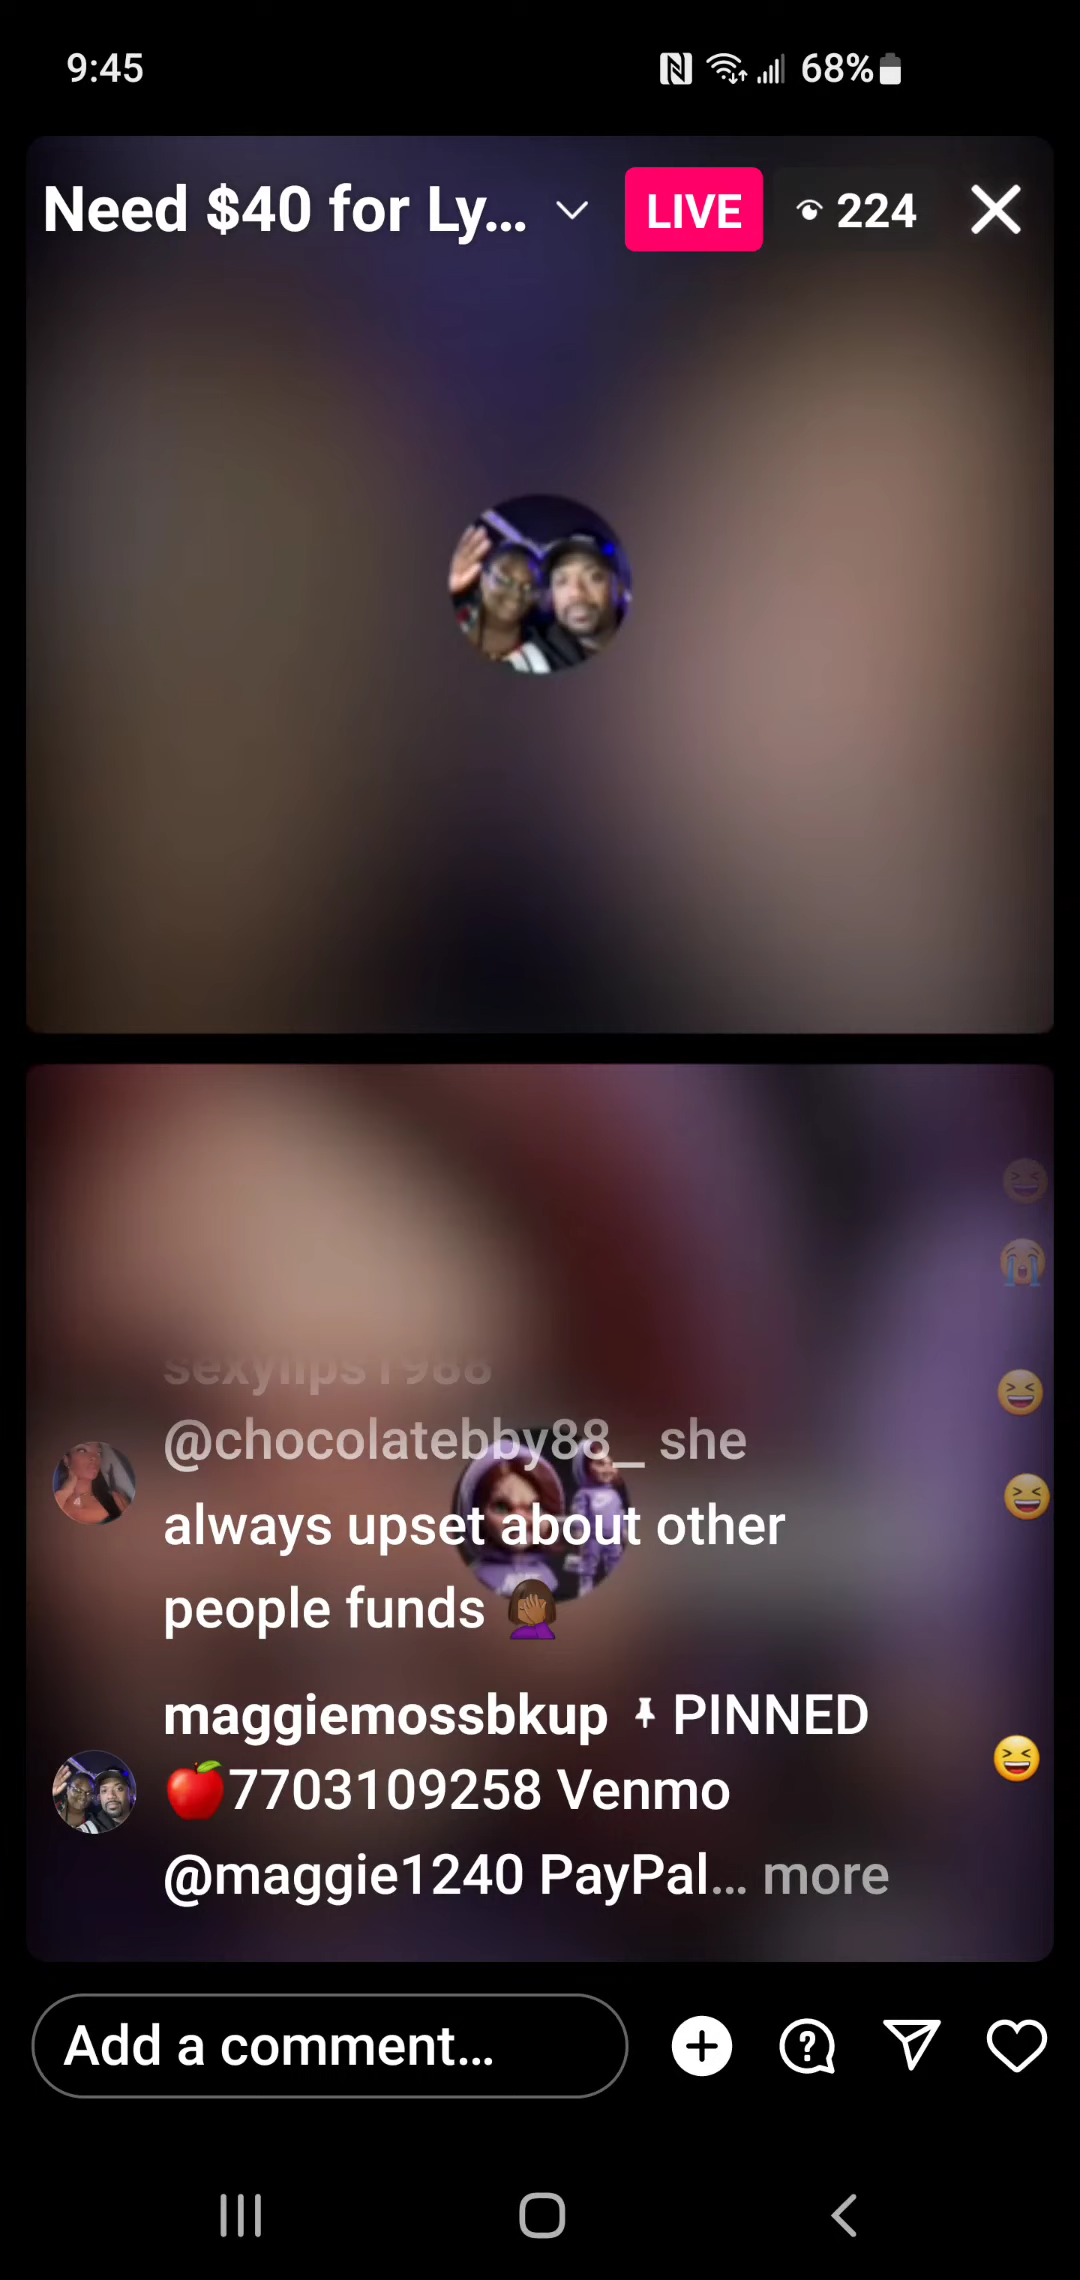 9:45
68%
Need $40 for Ly...
LIVE
224
sexylips1988
@chocolatebby88_ she
always upset about other
people funds 🤦🏾‍♀️
maggiemossbkup 📌 PINNED
🍎7703109258 Venmo
@maggie1240 PayPal... more
Add a comment...